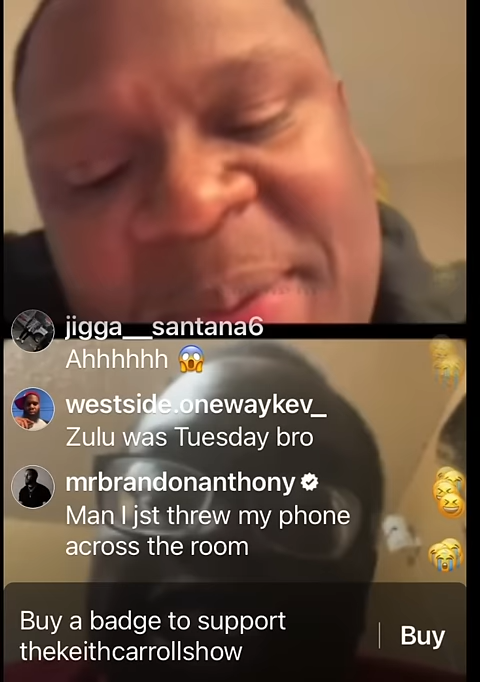 jigga__santana6
Ahhhhhh 😱
westside.onewaykev_
Zulu was Tuesday bro
mrbrandonanthony
Man I jst threw my phone
across the room
Buy a badge to support
thekeithcarrollshow
Buy